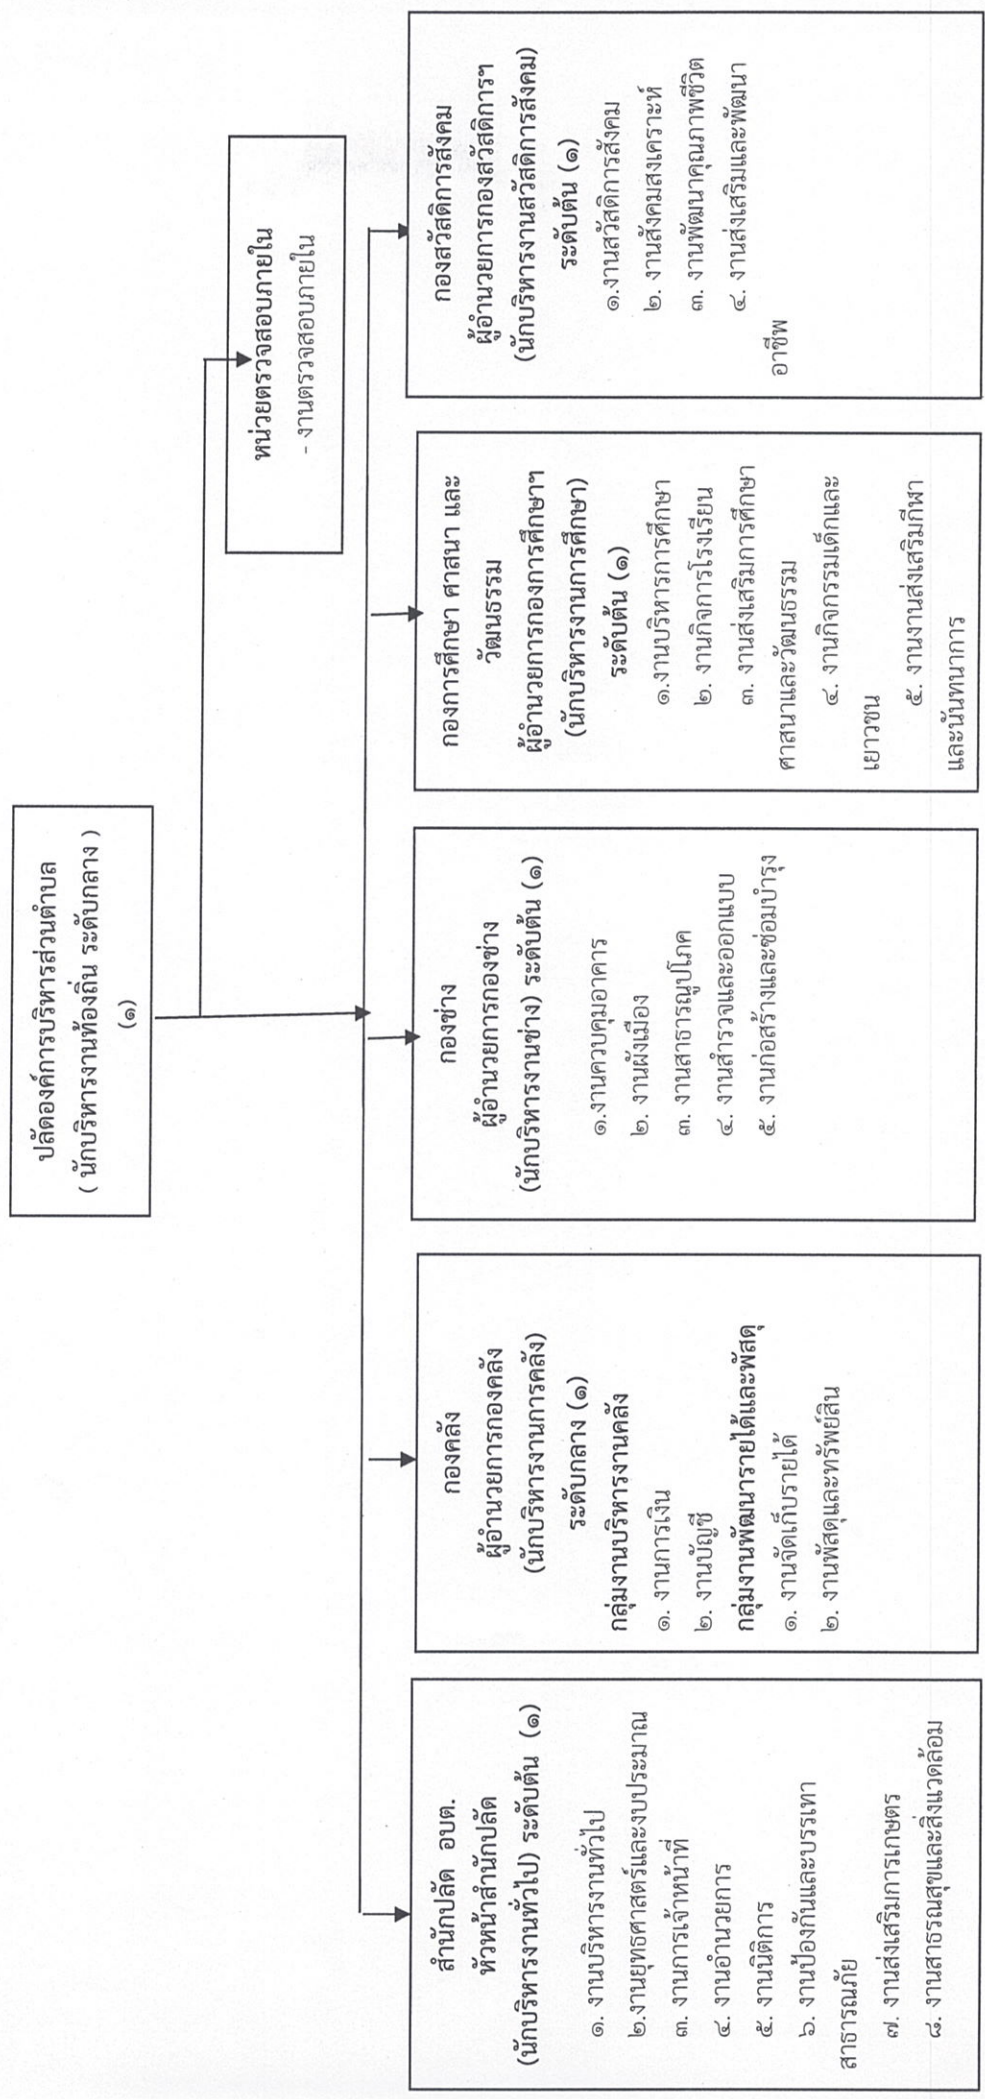 ปลัดองค์การบริหารส่วนตำบล
( นักบริหารงานท้องถิ่น ระดับกลาง )
(๑)
หน่วยตรวจสอบภายใน
- งานตรวจสอบภายใน
สำนักปลัด อบต.
หัวหน้าสำนักปลัด
(นักบริหารงานทั่วไป) ระดับต้น (๑)
๑. งานบริหารงานทั่วไป
๒.งานยุทธศาสตร์และงบประมาณ
๓. งานการเจ้าหน้าที่
๔. งานอำนวยการ
๕. งานนิติการ
๖. งานป้องกันและบรรเทา
สาธารณภัย
๗. งานส่งเสริมการเกษตร
๘. งานสาธารณสุขและสิ่งแวดล้อม
กองคลัง
ผู้อำนวยการกองคลัง
(นักบริหารงานการคลัง)
ระดับกลาง (๑)
กลุ่มงานบริหารงานคลัง
๑. งานการเงิน
๒. งานบัญชี
กลุ่มงานพัฒนารายได้และพัสดุ
๑. งานจัดเก็บรายได้
๒. งานพัสดุและทรัพย์สิน
กองช่าง
ผู้อำนวยการกองช่าง
(นักบริหารงานช่าง) ระดับต้น (๑)
๑.งานควบคุมอาคาร
๒. งานผังเมือง
๓. งานสาธารณูปโภค
๔. งานสำรวจและออกแบบ
๕. งานก่อสร้างและซ่อมบำรุง
กองการศึกษา ศาสนา และ
วัฒนธรรม
ผู้อำนวยการกองการศึกษาฯ
(นักบริหารงานการศึกษา)
ระดับต้น (๑)
๑.งานบริหารการศึกษา
๒. งานกิจการโรงเรียน
๓. งานส่งเสริมการศึกษา
ศาสนาและวัฒนธรรม
๔. งานกิจกรรมเด็กและ
เยาวชน
๕. งานงานส่งเสริมกีฬา
และนันทนาการ
กองสวัสดิการสังคม
ผู้อำนวยการกองสวัสดิการฯ
(นักบริหารงานสวัสดิการสังคม)
ระดับต้น (๑)
๑.งานสวัสดิการสังคม
๒. งานสังคมสงเคราะห์
๓. งานพัฒนาคุณภาพชีวิต
๔. งานส่งเสริมและพัฒนา
อาชีพ